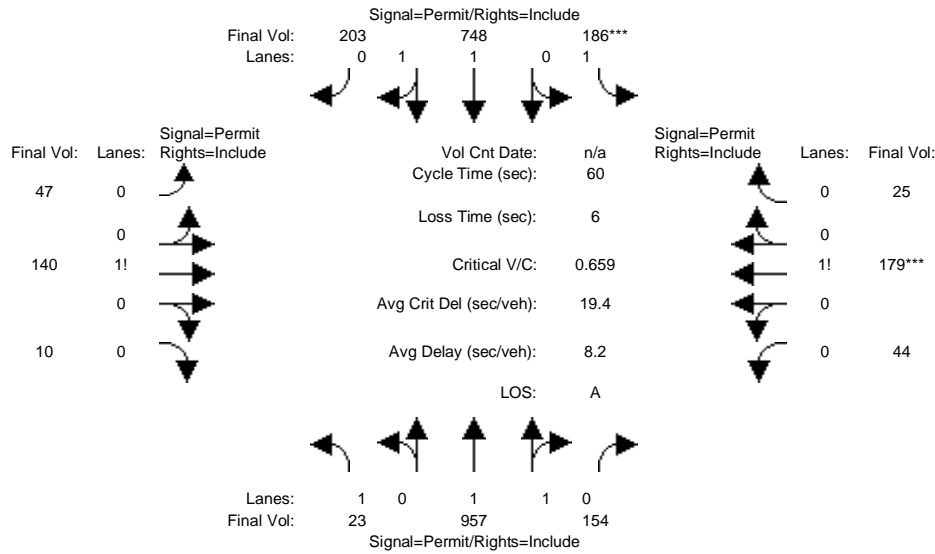 Signal=Permit/Rights=Include
Final Vol: 203 748 186***
Lanes: 0 1 1 0 1
Signal=Permit
Final Vol: Lanes: Rights=Include
Vol Cnt Date: n/a
Signal=Permit
Rights=Include Lanes: Final Vol:
Cycle Time (sec): 60
47 0
0 25
Loss Time (sec): 6
0
0
140 1!
Critical V/C: 0.659
1! 179***
0
Avg Crit Del (sec/veh): 19.4
0
10 0
Avg Delay (sec/veh): 8.2
0 44
LOS: A
Lanes: 1 0 1 1 0
Final Vol: 23 957 154
Signal=Permit/Rights=Include